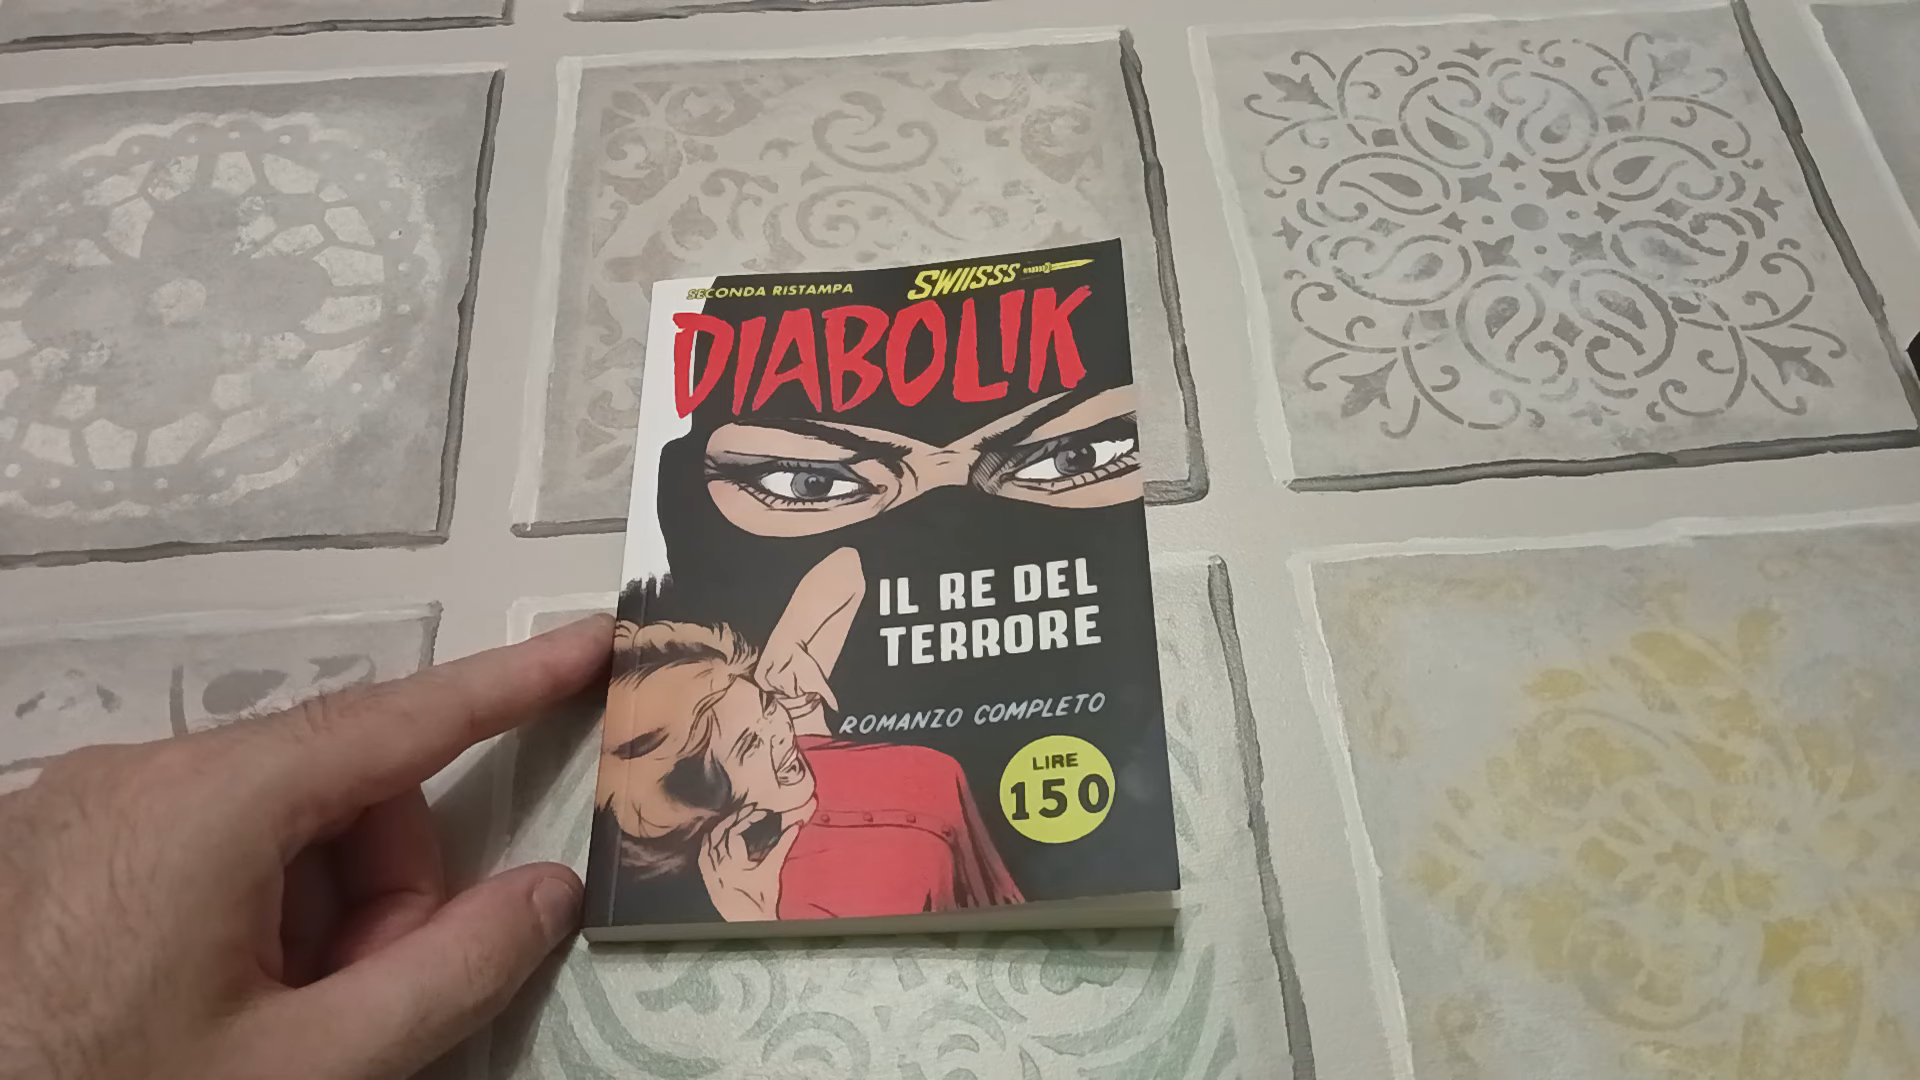 SECONDA RISTAMPA
SWIISSS
DIABOLIK
IL RE DEL
TERRORE
ROMANZO COMPLETO
LIRE
150